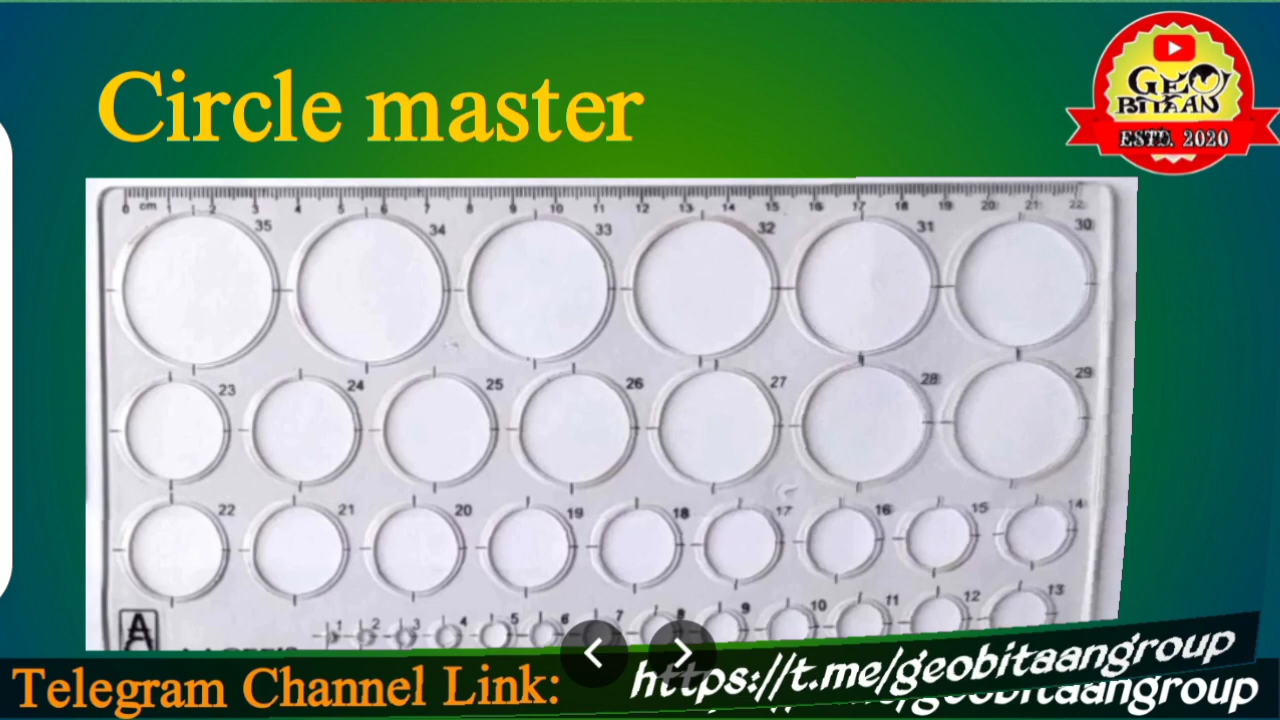 Circle master
GEO
BITAAN
ESTD. 2020
0 cm 1 2 3 4 5 6 7 8 9 10 11 12 13 14 15 16 17 18 19 20 21 22
35 34 33 32 31 30
23 24 25 26 27 28 29
22 21 20 19 18 17 16 15 14
1 2 3 4 5 6 7 8 9 10 11 12 13
A
Telegram Channel Link: https://t.me/geobitaangroup